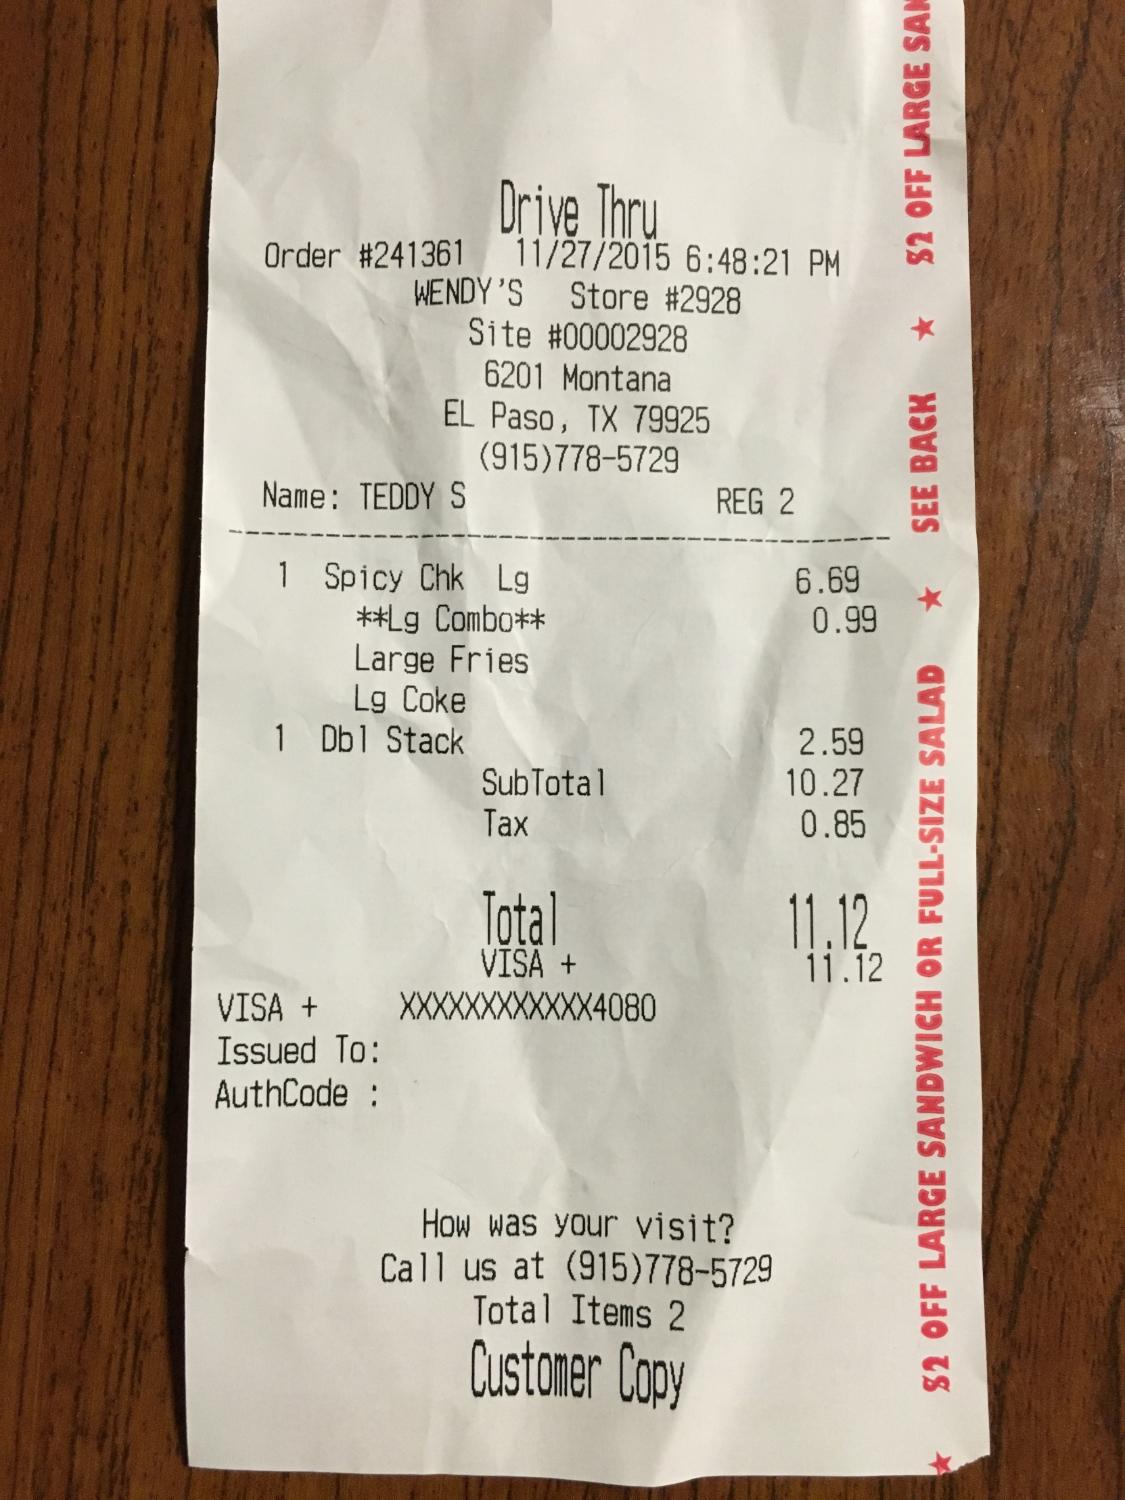 Drive Thru
Order #241361 11/27/2015 6:48:21 PM
WENDY'S Store #2928
Site #00002928
6201 Montana
EL Paso, TX 79925
(915)778-5729
Name: TEDDY S REG 2
--------------------------------------------------
1 Spicy Chk Lg 6.69
**Lg Combo** 0.99
Large Fries
Lg Coke
1 Dbl Stack 2.59
SubTotal 10.27
Tax 0.85
Total 11.12
VISA + 11.12
VISA + XXXXXXXXXXXX4080
Issued To:
AuthCode :
How was your visit?
Call us at (915)778-5729
Total Items 2
Customer Copy
★ $2 OFF LARGE SANDWICH OR FULL-SIZE SALAD ★ SEE BACK ★ $2 OFF LARGE